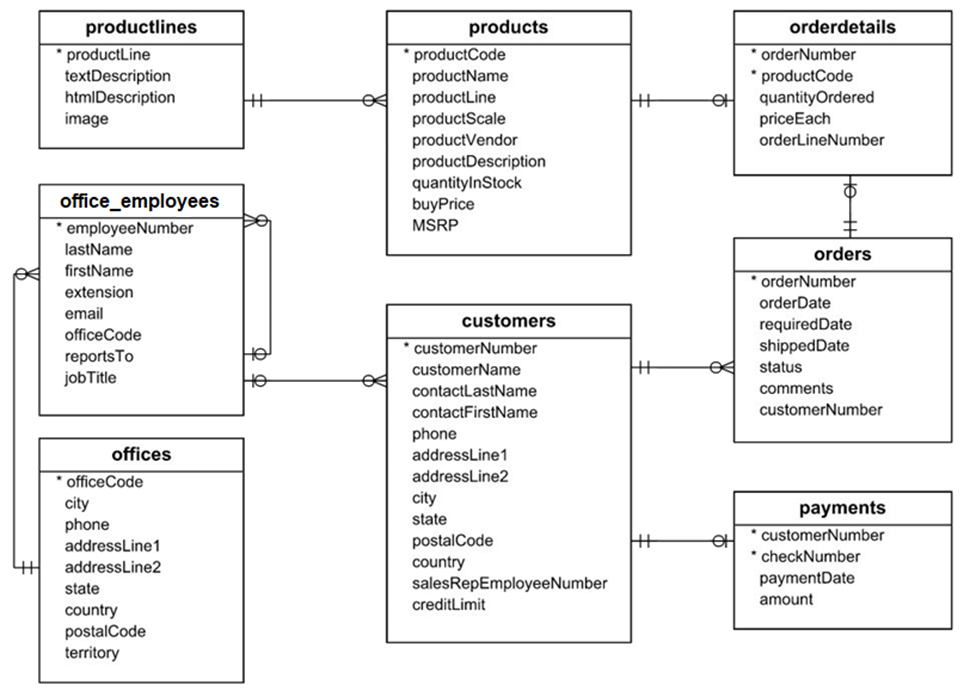 productlines
* productLine
textDescription
htmlDescription
image
products
* productCode
productName
productLine
productScale
productVendor
productDescription
quantityInStock
buyPrice
MSRP
orderdetails
* orderNumber
* productCode
quantityOrdered
priceEach
orderLineNumber
office_employees
* employeeNumber
lastName
firstName
extension
email
officeCode
reportsTo
jobTitle
customers
* customerNumber
customerName
contactLastName
contactFirstName
phone
addressLine1
addressLine2
city
state
postalCode
country
salesRepEmployeeNumber
creditLimit
orders
* orderNumber
orderDate
requiredDate
shippedDate
status
comments
customerNumber
offices
* officeCode
city
phone
addressLine1
addressLine2
state
country
postalCode
territory
payments
* customerNumber
* checkNumber
paymentDate
amount